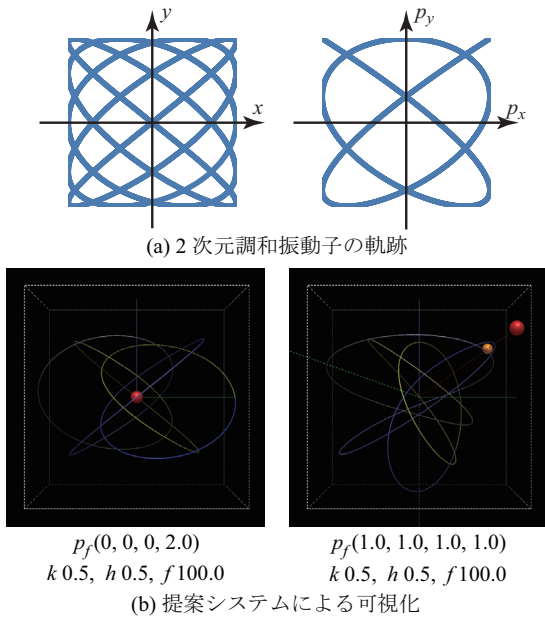 y
x
p_y
p_x
(a) 2 次元調和振動子の軌跡
p_f(0, 0, 0, 2.0)
k 0.5, h 0.5, f 100.0
p_f(1.0, 1.0, 1.0, 1.0)
k 0.5, h 0.5, f 100.0
(b) 提案システムによる可視化